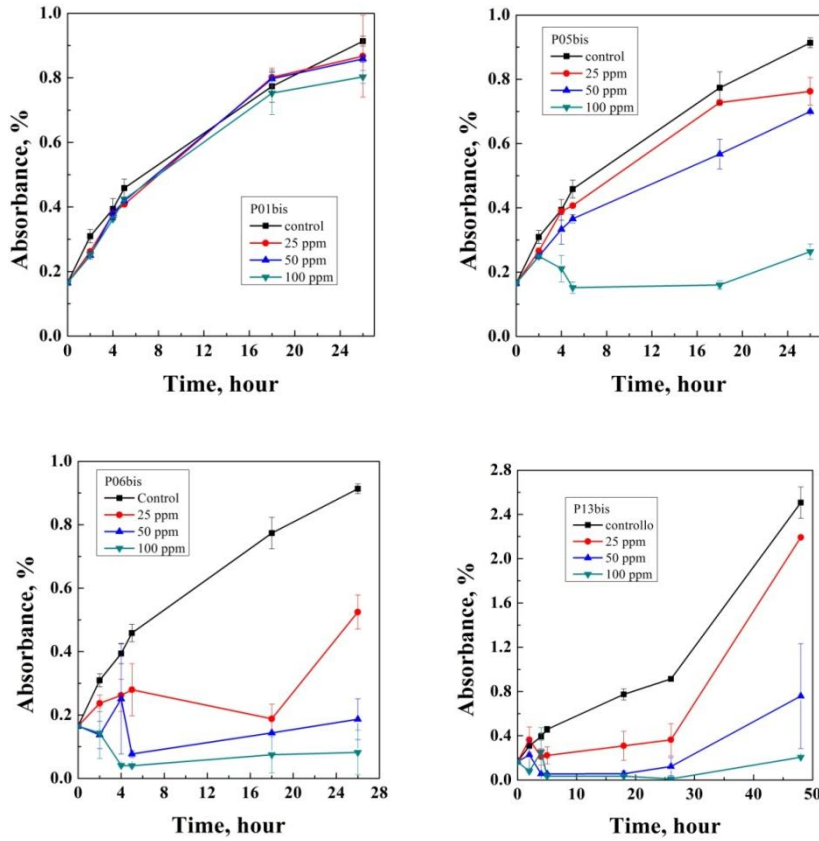 1.0
0.8
0.6
0.4
0.2
0.0
Absorbance, %
P01bis
control
25 ppm
50 ppm
100 ppm
0 4 8 12 16 20 24
Time, hour
1.0
0.8
0.6
0.4
0.2
0.0
Absorbance, %
P05bis
control
25 ppm
50 ppm
100 ppm
0 4 8 12 16 20 24
Time, hour
1.0
0.8
0.6
0.4
0.2
0.0
Absorbance, %
P06bis
Control
25 ppm
50 ppm
100 ppm
0 4 8 12 16 20 24 28
Time, hour
2.8
2.4
2.0
1.6
1.2
0.8
0.4
0.0
Absorbance, %
P13bis
controllo
25 ppm
50 ppm
100 ppm
0 10 20 30 40 50
Time, hour